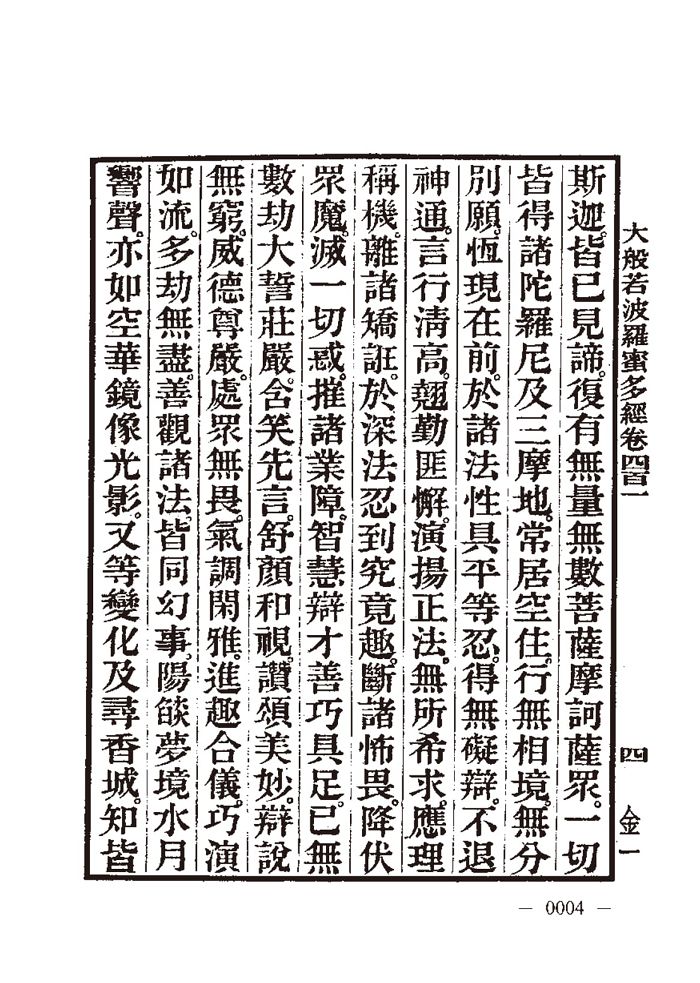 大般若波羅蜜多經卷四百一
四
金一
斯迦。皆已見諦。復有無量無數菩薩摩訶薩眾。一切
皆得諸陀羅尼及三摩地。常居空住。行無相境。無分
別願。恆現在前。於諸法性具平等忍。得無礙辯。不退
神通。言行清高。翹勤匪懈。演揚正法。無所希求。應理
稱機。離諸矯誑。於深法忍到究竟趣。斷諸怖畏。降伏
眾魔。滅一切惑。摧諸業障。智慧辯才善巧具足。已無
數劫大誓莊嚴。含笑先言。舒顏和視。讚頌美妙。辯說
無窮。威德尊嚴。處眾無畏。氣調閑雅。進趣合儀。巧演
如流。多劫無盡。善觀諸法。皆同幻事、陽燄夢境水月
響聲。亦如空華鏡像光影。又等變化及尋香城。知皆
— 0004 —